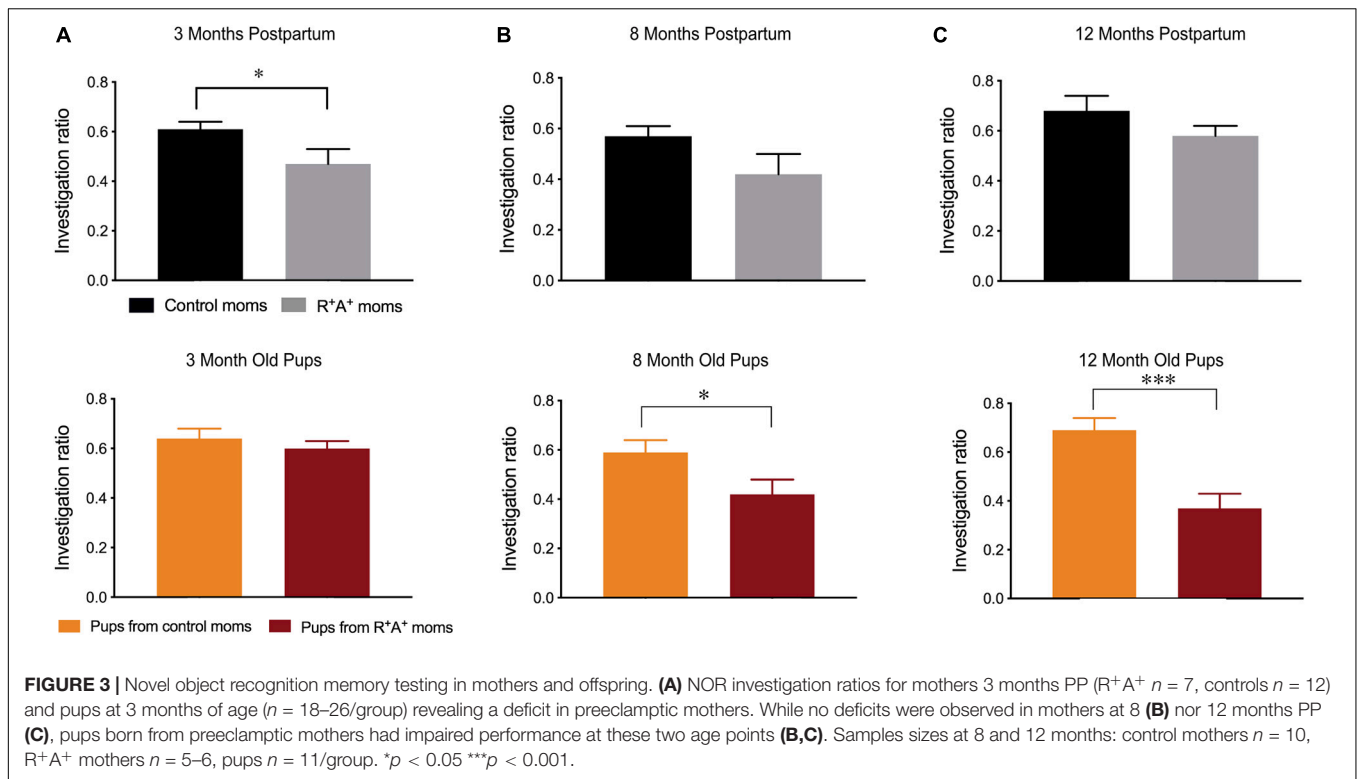 A
3 Months Postpartum
Investigation ratio
0.8
0.6
0.4
0.2
0.0
*
Control moms
R+A+ moms
B
8 Months Postpartum
Investigation ratio
0.8
0.6
0.4
0.2
0.0
C
12 Months Postpartum
Investigation ratio
0.8
0.6
0.4
0.2
0.0
3 Month Old Pups
Investigation ratio
0.8
0.6
0.4
0.2
0.0
Pups from control moms
Pups from R+A+ moms
8 Month Old Pups
Investigation ratio
0.8
0.6
0.4
0.2
0.0
*
12 Month Old Pups
Investigation ratio
0.8
0.6
0.4
0.2
0.0
***
FIGURE 3 | Novel object recognition memory testing in mothers and offspring. (A) NOR investigation ratios for mothers 3 months PP (R+A+ n = 7, controls n = 12)
and pups at 3 months of age (n = 18–26/group) revealing a deficit in preeclamptic mothers. While no deficits were observed in mothers at 8 (B) nor 12 months PP
(C), pups born from preeclamptic mothers had impaired performance at these two age points (B,C). Samples sizes at 8 and 12 months: control mothers n = 10,
R+A+ mothers n = 5–6, pups n = 11/group. *p < 0.05 ***p < 0.001.